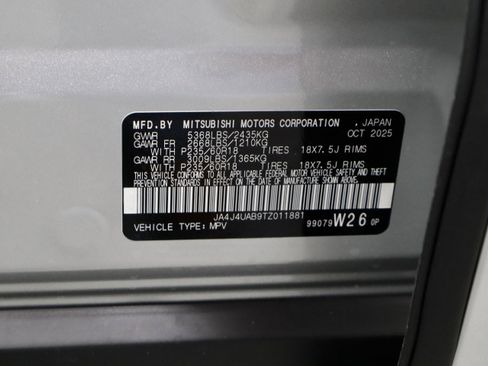 MFD.BY MITSUBISHI MOTORS CORPORATION , JAPAN
GVWR 5368LBS/2435KG OCT 2025
GAWR FR 2668LBS/1210KG
WITH P235/60R18 TIRES 18X7.5J RIMS
GAWR RR 3009LBS/1365KG
WITH P235/60R18 TIRES 18X7.5J RIMS
THIS VEHICLE CONFORMS TO ALL APPLICABLE U.S. FEDERAL MOTOR VEHICLE SAFETY, BUMPER AND THEFT
PREVENTION STANDARDS IN EFFECT ON THE DATE OF MANUFACTURE SHOWN ABOVE.
JA4J4UAB9TZ011881
VEHICLE TYPE: MPV 99079 W26 0P